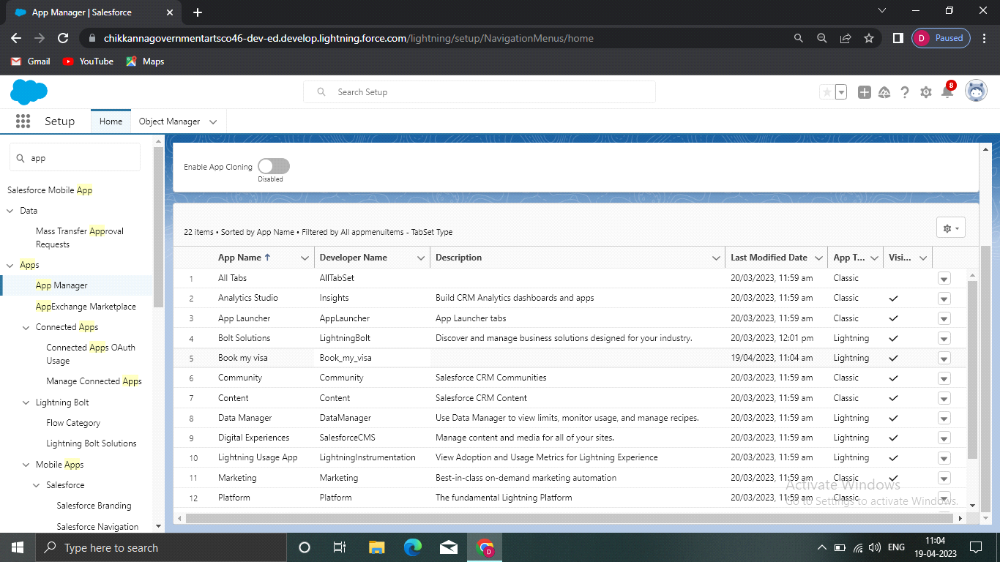 App Manager | Salesforce
chikkannagovernmentartsco46-dev-ed.develop.lightning.force.com/lightning/setup/NavigationMenus/home
D Paused
Gmail YouTube Maps
Search Setup
8
Setup Home Object Manager
app
Salesforce Mobile App
Data
Mass Transfer Approval
Requests
Apps
App Manager
AppExchange Marketplace
Connected Apps
Connected Apps OAuth
Usage
Manage Connected Apps
Lightning Bolt
Flow Category
Lightning Bolt Solutions
Mobile Apps
Salesforce
Salesforce Branding
Salesforce Navigation
Enable App Cloning
Disabled
22 items • Sorted by App Name • Filtered by All appmenuitems - TabSet Type
App Name ↑ Developer Name Description Last Modified Date App T... Visi...
1 All Tabs AllTabSet 20/03/2023, 11:59 am Classic
2 Analytics Studio Insights Build CRM Analytics dashboards and apps 20/03/2023, 11:59 am Classic
3 App Launcher AppLauncher App Launcher tabs 20/03/2023, 11:59 am Classic
4 Bolt Solutions LightningBolt Discover and manage business solutions designed for your industry. 20/03/2023, 12:01 pm Lightning
5 Book my visa Book_my_visa 19/04/2023, 11:04 am Lightning
6 Community Community Salesforce CRM Communities 20/03/2023, 11:59 am Classic
7 Content Content Salesforce CRM Content 20/03/2023, 11:59 am Classic
8 Data Manager DataManager Use Data Manager to view limits, monitor usage, and manage recipes. 20/03/2023, 11:59 am Lightning
9 Digital Experiences SalesforceCMS Manage content and media for all of your sites. 20/03/2023, 11:59 am Lightning
10 Lightning Usage App LightningInstrumentation View Adoption and Usage Metrics for Lightning Experience 20/03/2023, 11:59 am Lightning
11 Marketing Marketing Best-in-class on-demand marketing automation 20/03/2023, 11:59 am Classic
12 Platform Platform The fundamental Lightning Platform 20/03/2023, 11:59 am Classic
Activate Windows
Go to Settings to activate Windows.
Type here to search
D
ENG
11:04
19-04-2023